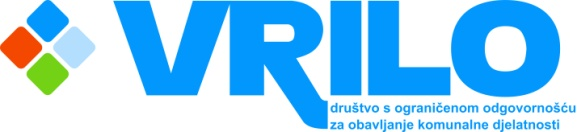 VRILO
društvo s ograničenom odgovornošću
za obavljanje komunalne djelatnosti